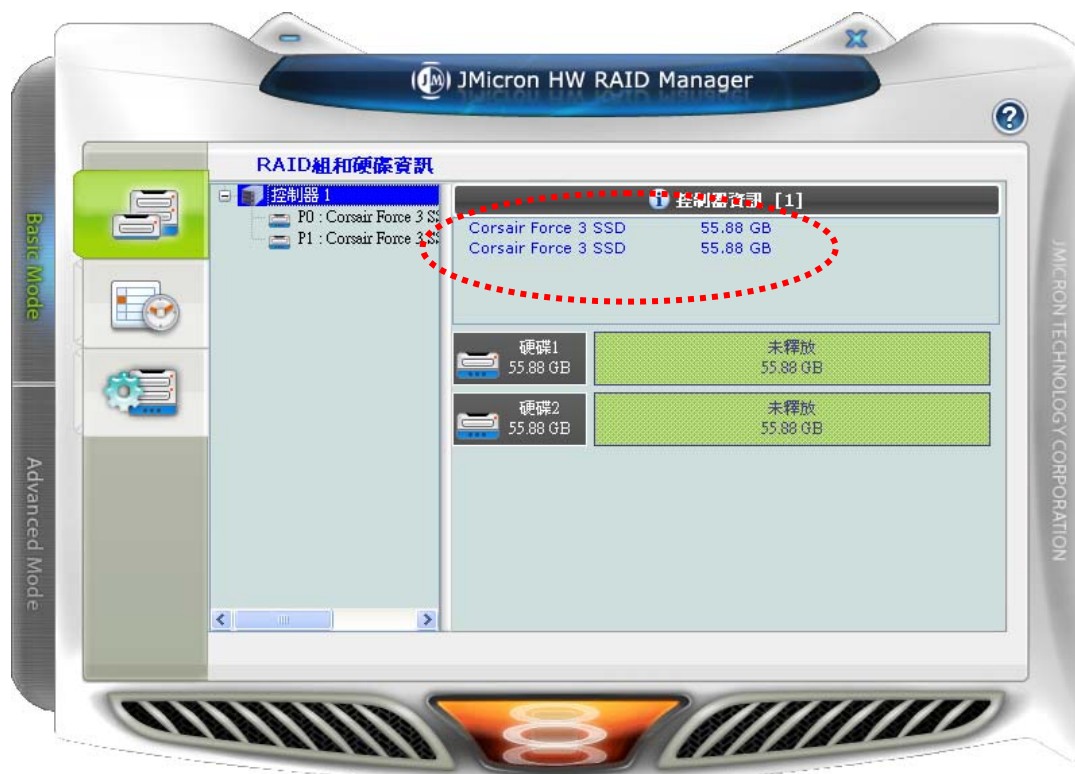 JMicron HW RAID Manager
RAID組和硬碟資訊
控制器 1
P0 : Corsair Force 3 SS
P1 : Corsair Force 3 SS
控制器資訊 [1]
Corsair Force 3 SSD 55.88 GB
Corsair Force 3 SSD 55.88 GB
硬碟1
55.88 GB
未釋放
55.88 GB
硬碟2
55.88 GB
未釋放
55.88 GB
Basic Mode
Advanced Mode
JMICRON TECHNOLOGY CORPORATION